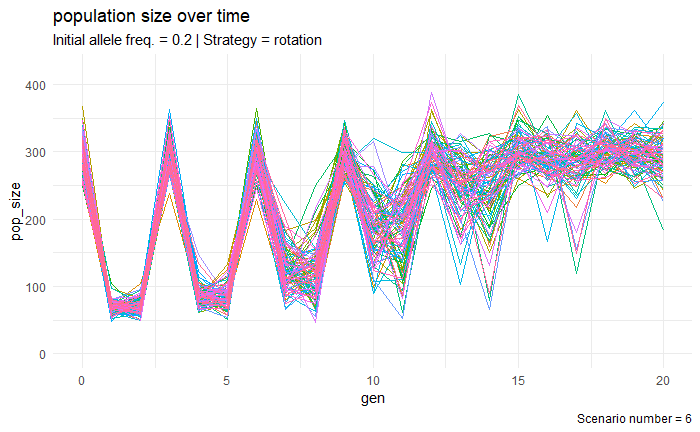 population size over time
Initial allele freq. = 0.2 | Strategy = rotation
400
300
200
100
0
pop_size
0 5 10 15 20
gen
Scenario number = 6